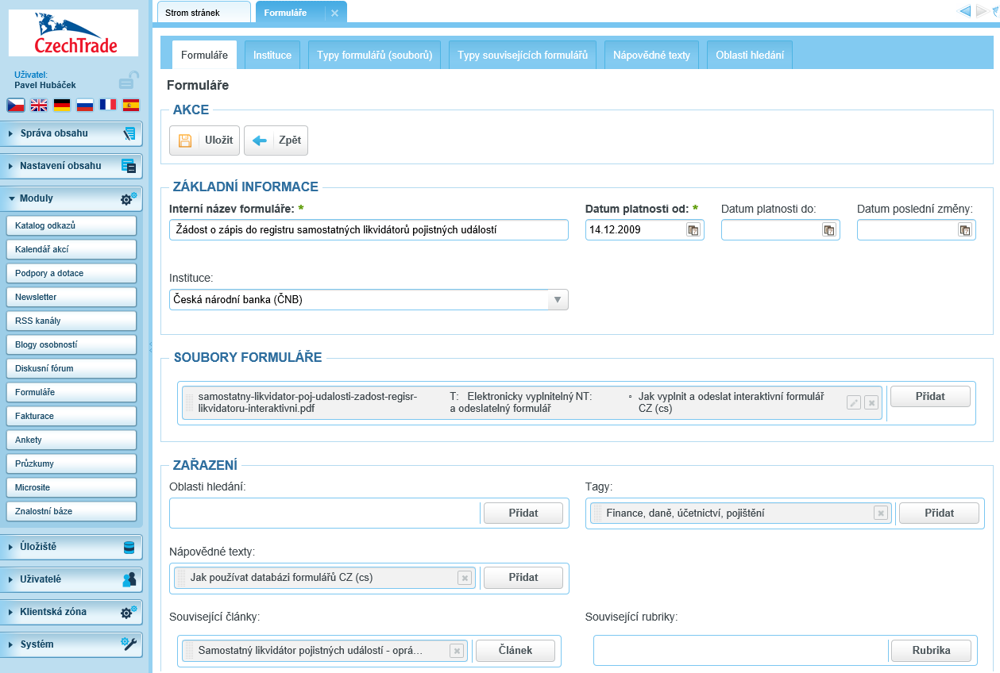 CzechTrade
Uživatel:
Pavel Hubáček
Správa obsahu
Nastavení obsahu
Moduly
Katalog odkazů
Kalendář akcí
Podpory a dotace
Newsletter
RSS kanály
Blogy osobností
Diskusní fórum
Formuláře
Fakturace
Ankety
Průzkumy
Microsite
Znalostní báze
Úložiště
Uživatelé
Klientská zóna
Systém
Strom stránek
Formuláře
Formuláře
Instituce
Typy formulářů (souborů)
Typy souvisejících formulářů
Nápovědné texty
Oblasti hledání
Formuláře
AKCE
Uložit
Zpět
ZÁKLADNÍ INFORMACE
Interní název formuláře: *
Datum platnosti od: *
Datum platnosti do:
Datum poslední změny:
Žádost o zápis do registru samostatných likvidátorů pojistných událostí
14.12.2009
Instituce:
Česká národní banka (ČNB)
SOUBORY FORMULÁŘE
samostatny-likvidator-poj-udalosti-zadost-regisr-
likvidatoru-interaktivni.pdf
T: Elektronicky vyplnitelný NT:
a odeslatelný formulář
Jak vyplnit a odeslat interaktivní formulář
CZ (cs)
Přidat
ZAŘAZENÍ
Oblasti hledání:
Přidat
Tagy:
Finance, daně, účetnictví, pojištění
Přidat
Nápovědné texty:
Jak používat databázi formulářů CZ (cs)
Přidat
Související články:
Samostatný likvidátor pojistných událostí - oprá...
Článek
Související rubriky:
Rubrika